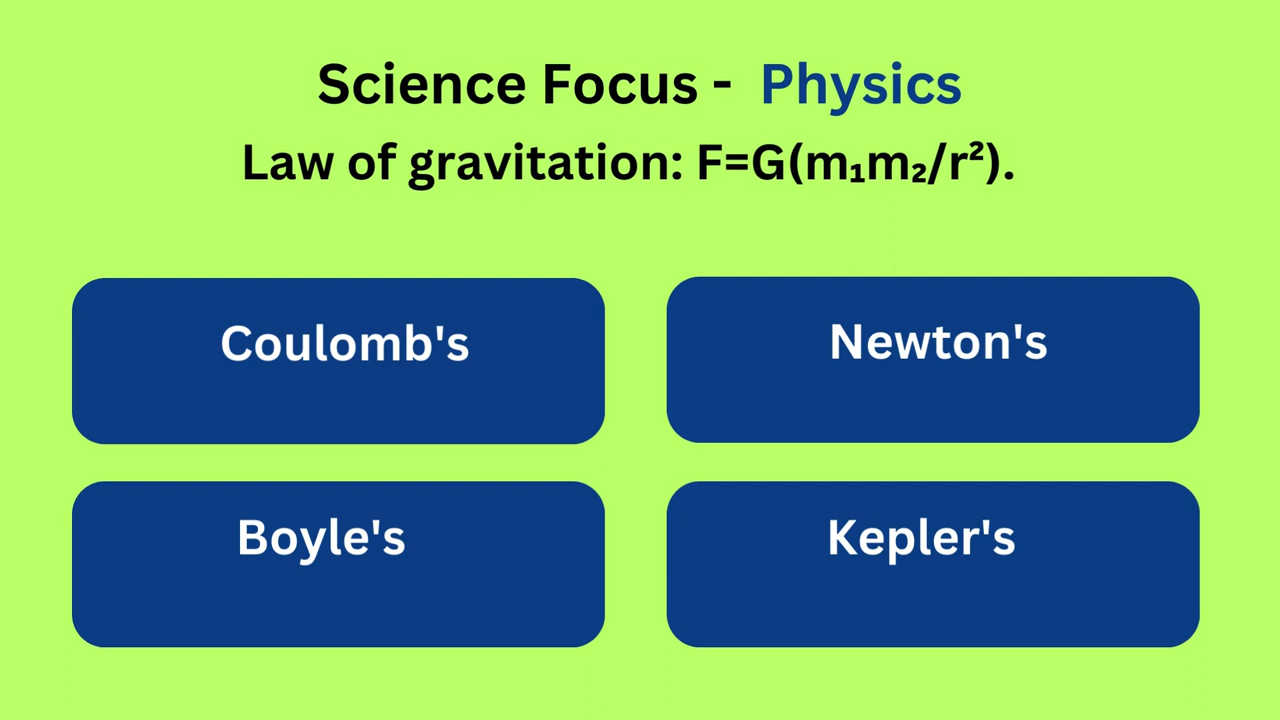 Science Focus - Physics
Law of gravitation: F=G(m₁m₂/r²).
Coulomb's
Newton's
Boyle's
Kepler's